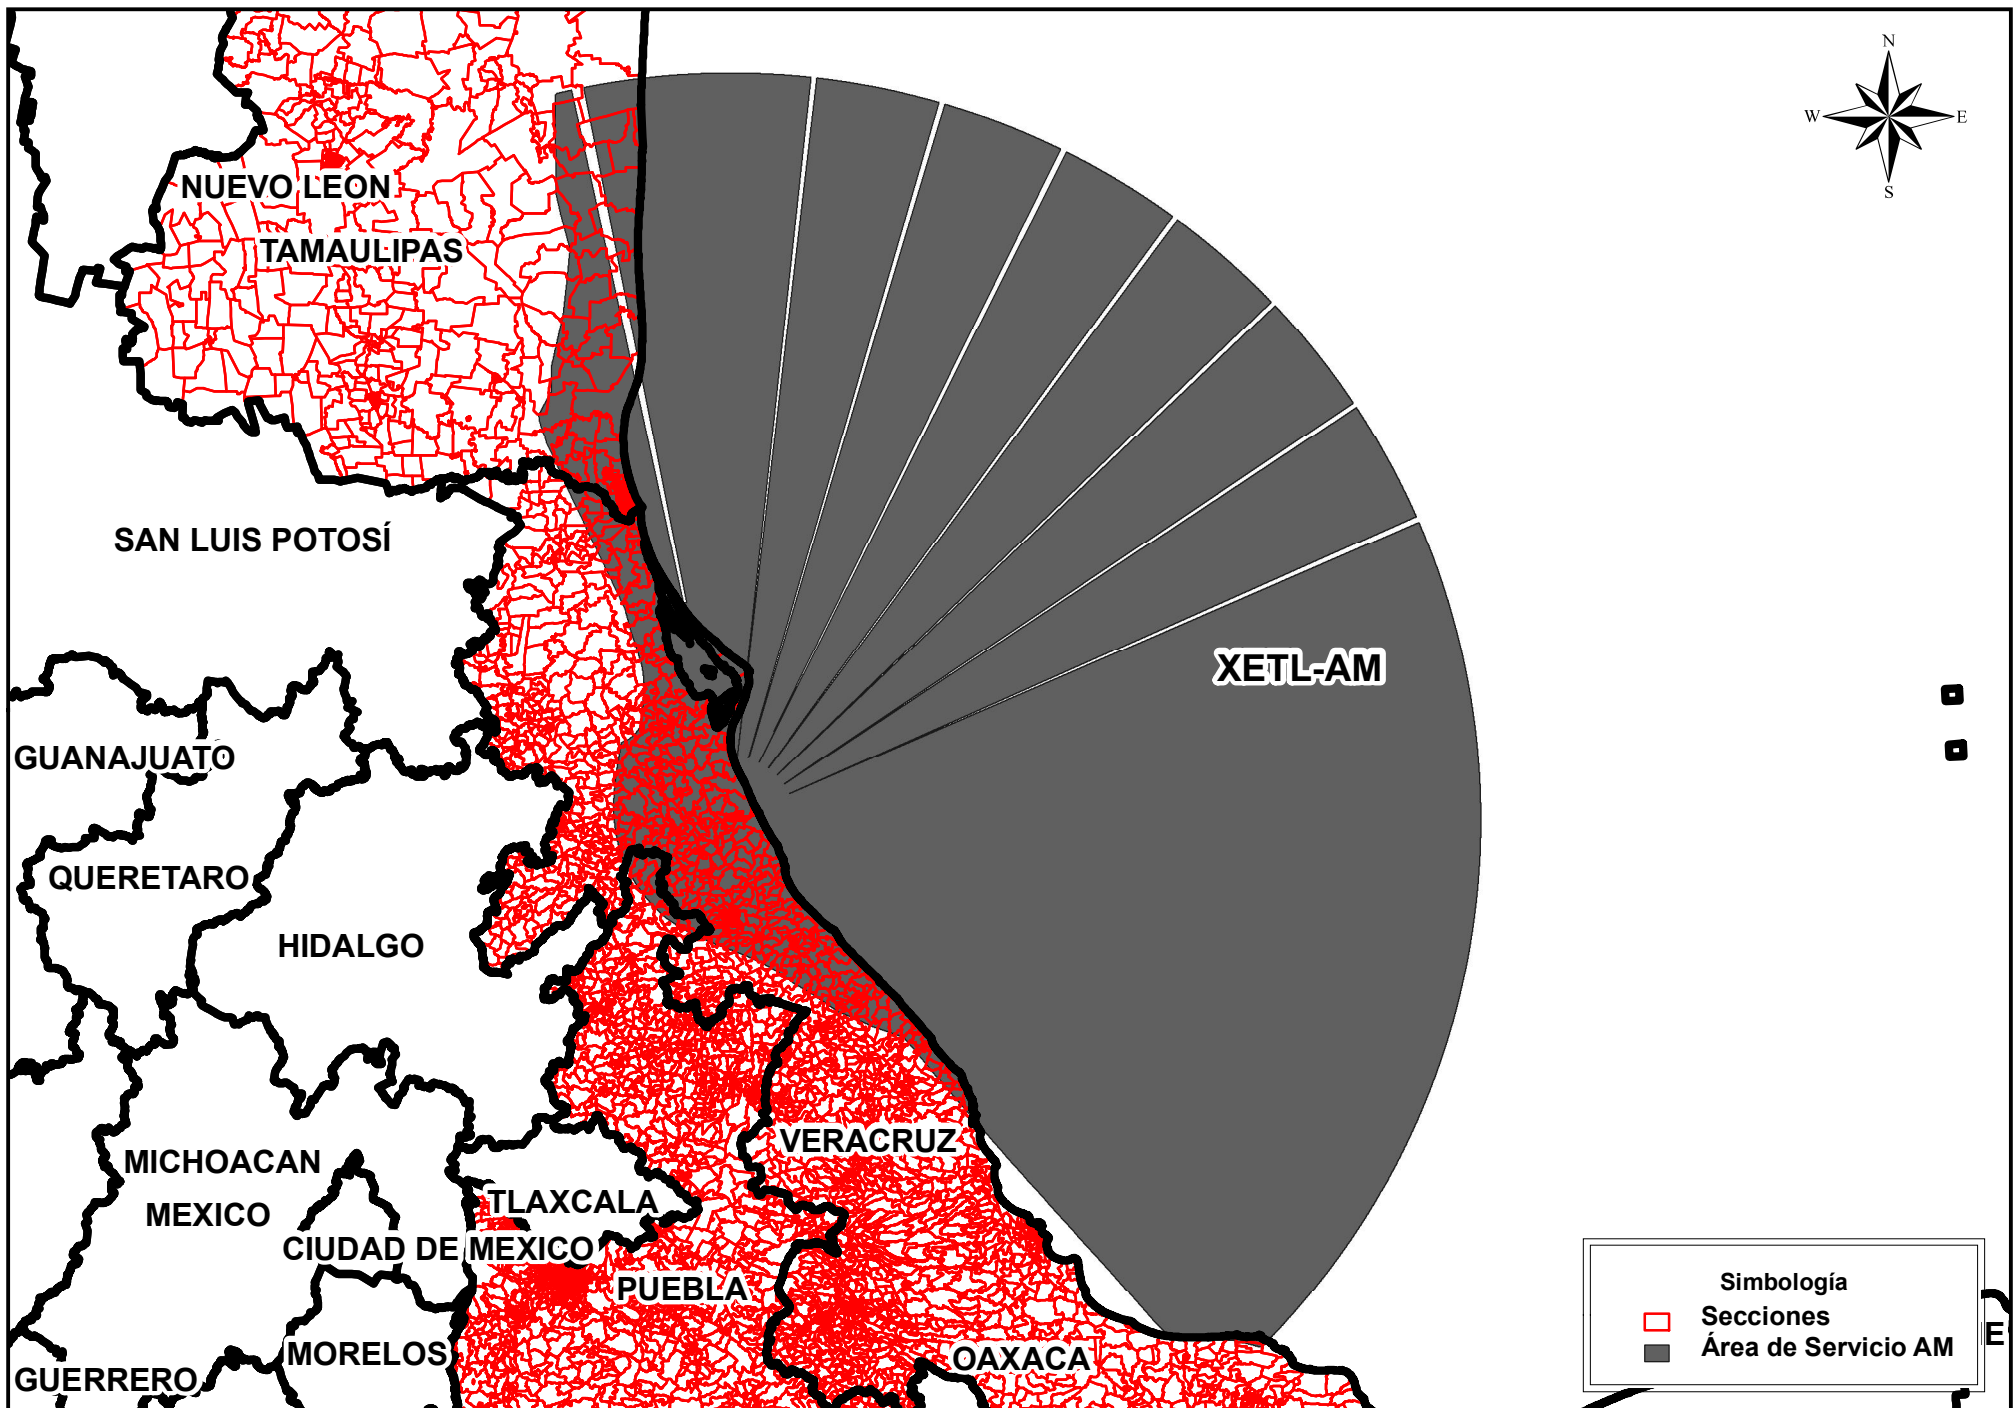 N
W E
S
NUEVO LEON
TAMAULIPAS
SAN LUIS POTOSÍ
XETL-AM
GUANAJUATO
QUERETARO
HIDALGO
VERACRUZ
MICHOACAN
TLAXCALA
MEXICO
CIUDAD DE MEXICO
PUEBLA
MORELOS
OAXACA
GUERRERO
Simbología
Secciones
Área de Servicio AM